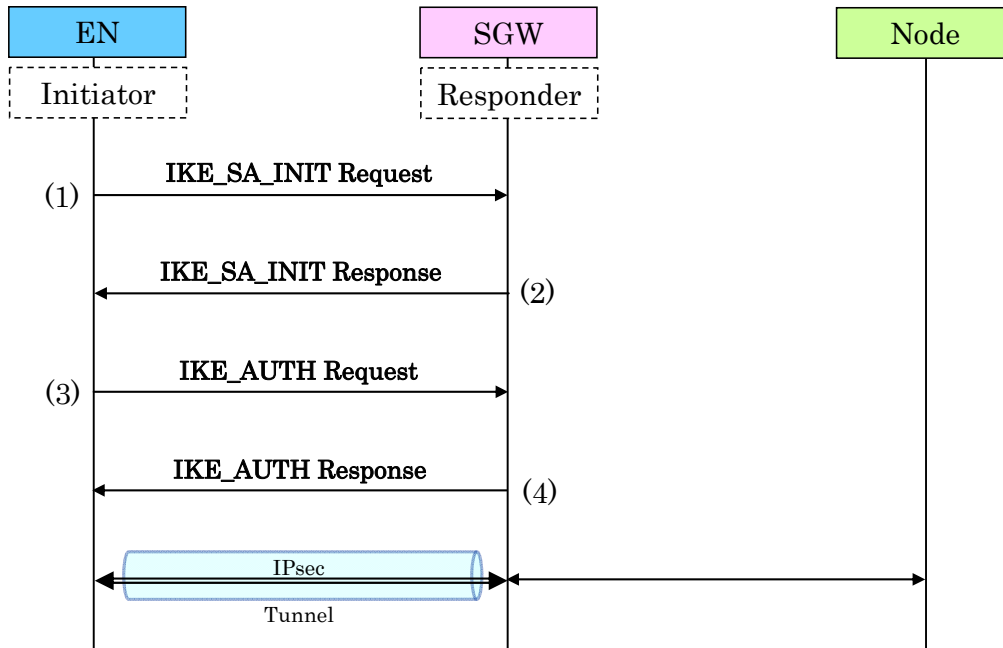 EN
SGW
Node
Initiator
Responder
IKE_SA_INIT Request
(1)
IKE_SA_INIT Response
(2)
IKE_AUTH Request
(3)
IKE_AUTH Response
(4)
IPsec
Tunnel